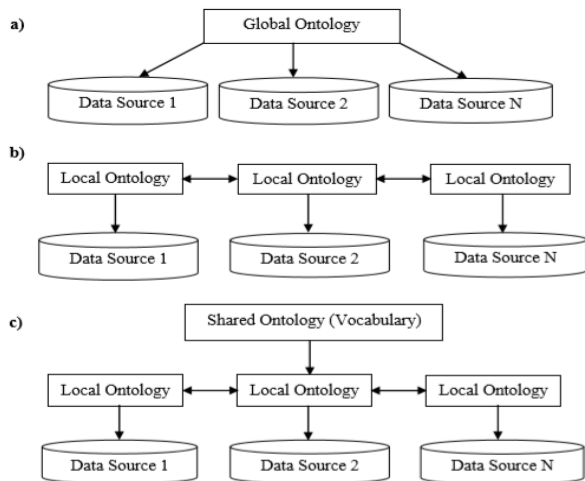 a)
Global Ontology
Data Source 1
Data Source 2
Data Source N
b)
Local Ontology
Local Ontology
Local Ontology
Data Source 1
Data Source 2
Data Source N
c)
Shared Ontology (Vocabulary)
Local Ontology
Local Ontology
Local Ontology
Data Source 1
Data Source 2
Data Source N